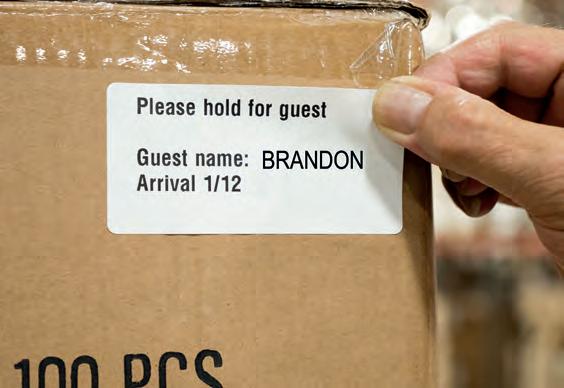 Please hold for guest
Guest name: BRANDON
Arrival 1/12
100 PCS